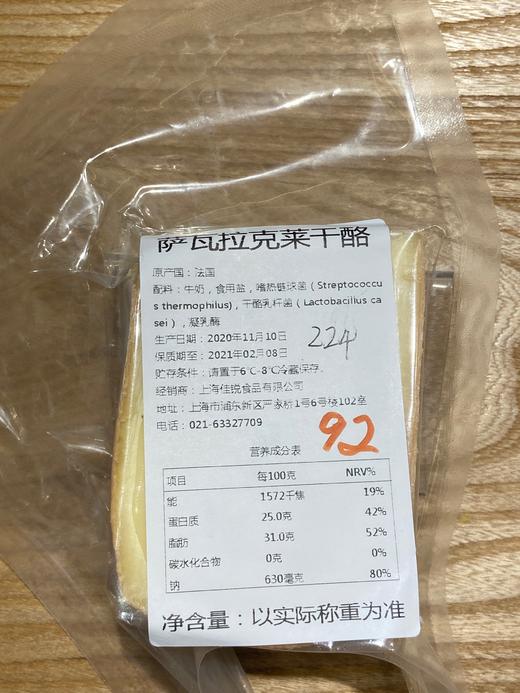 萨瓦拉克莱干酪
原产国：法国
配料：牛奶，食用盐，嗜热链球菌（Streptococcu
s thermophilus)，干酪乳杆菌（Lactobacillus ca
sei），凝乳酶
生产日期：2020年11月10日
保质期至：2021年02月08日
224
贮存条件：请置于6℃-8℃冷藏保存。
经销商：上海佳锐食品有限公司
地址：上海市浦东新区严家桥1号6号楼102室
电话：021-63327709
92
营养成分表
项目 每100克 NRV%
能 1572千焦 19%
蛋白质 25.0克 42%
脂肪 31.0克 52%
碳水化合物 0克 0%
钠 630毫克 80%
净含量：以实际称重为准